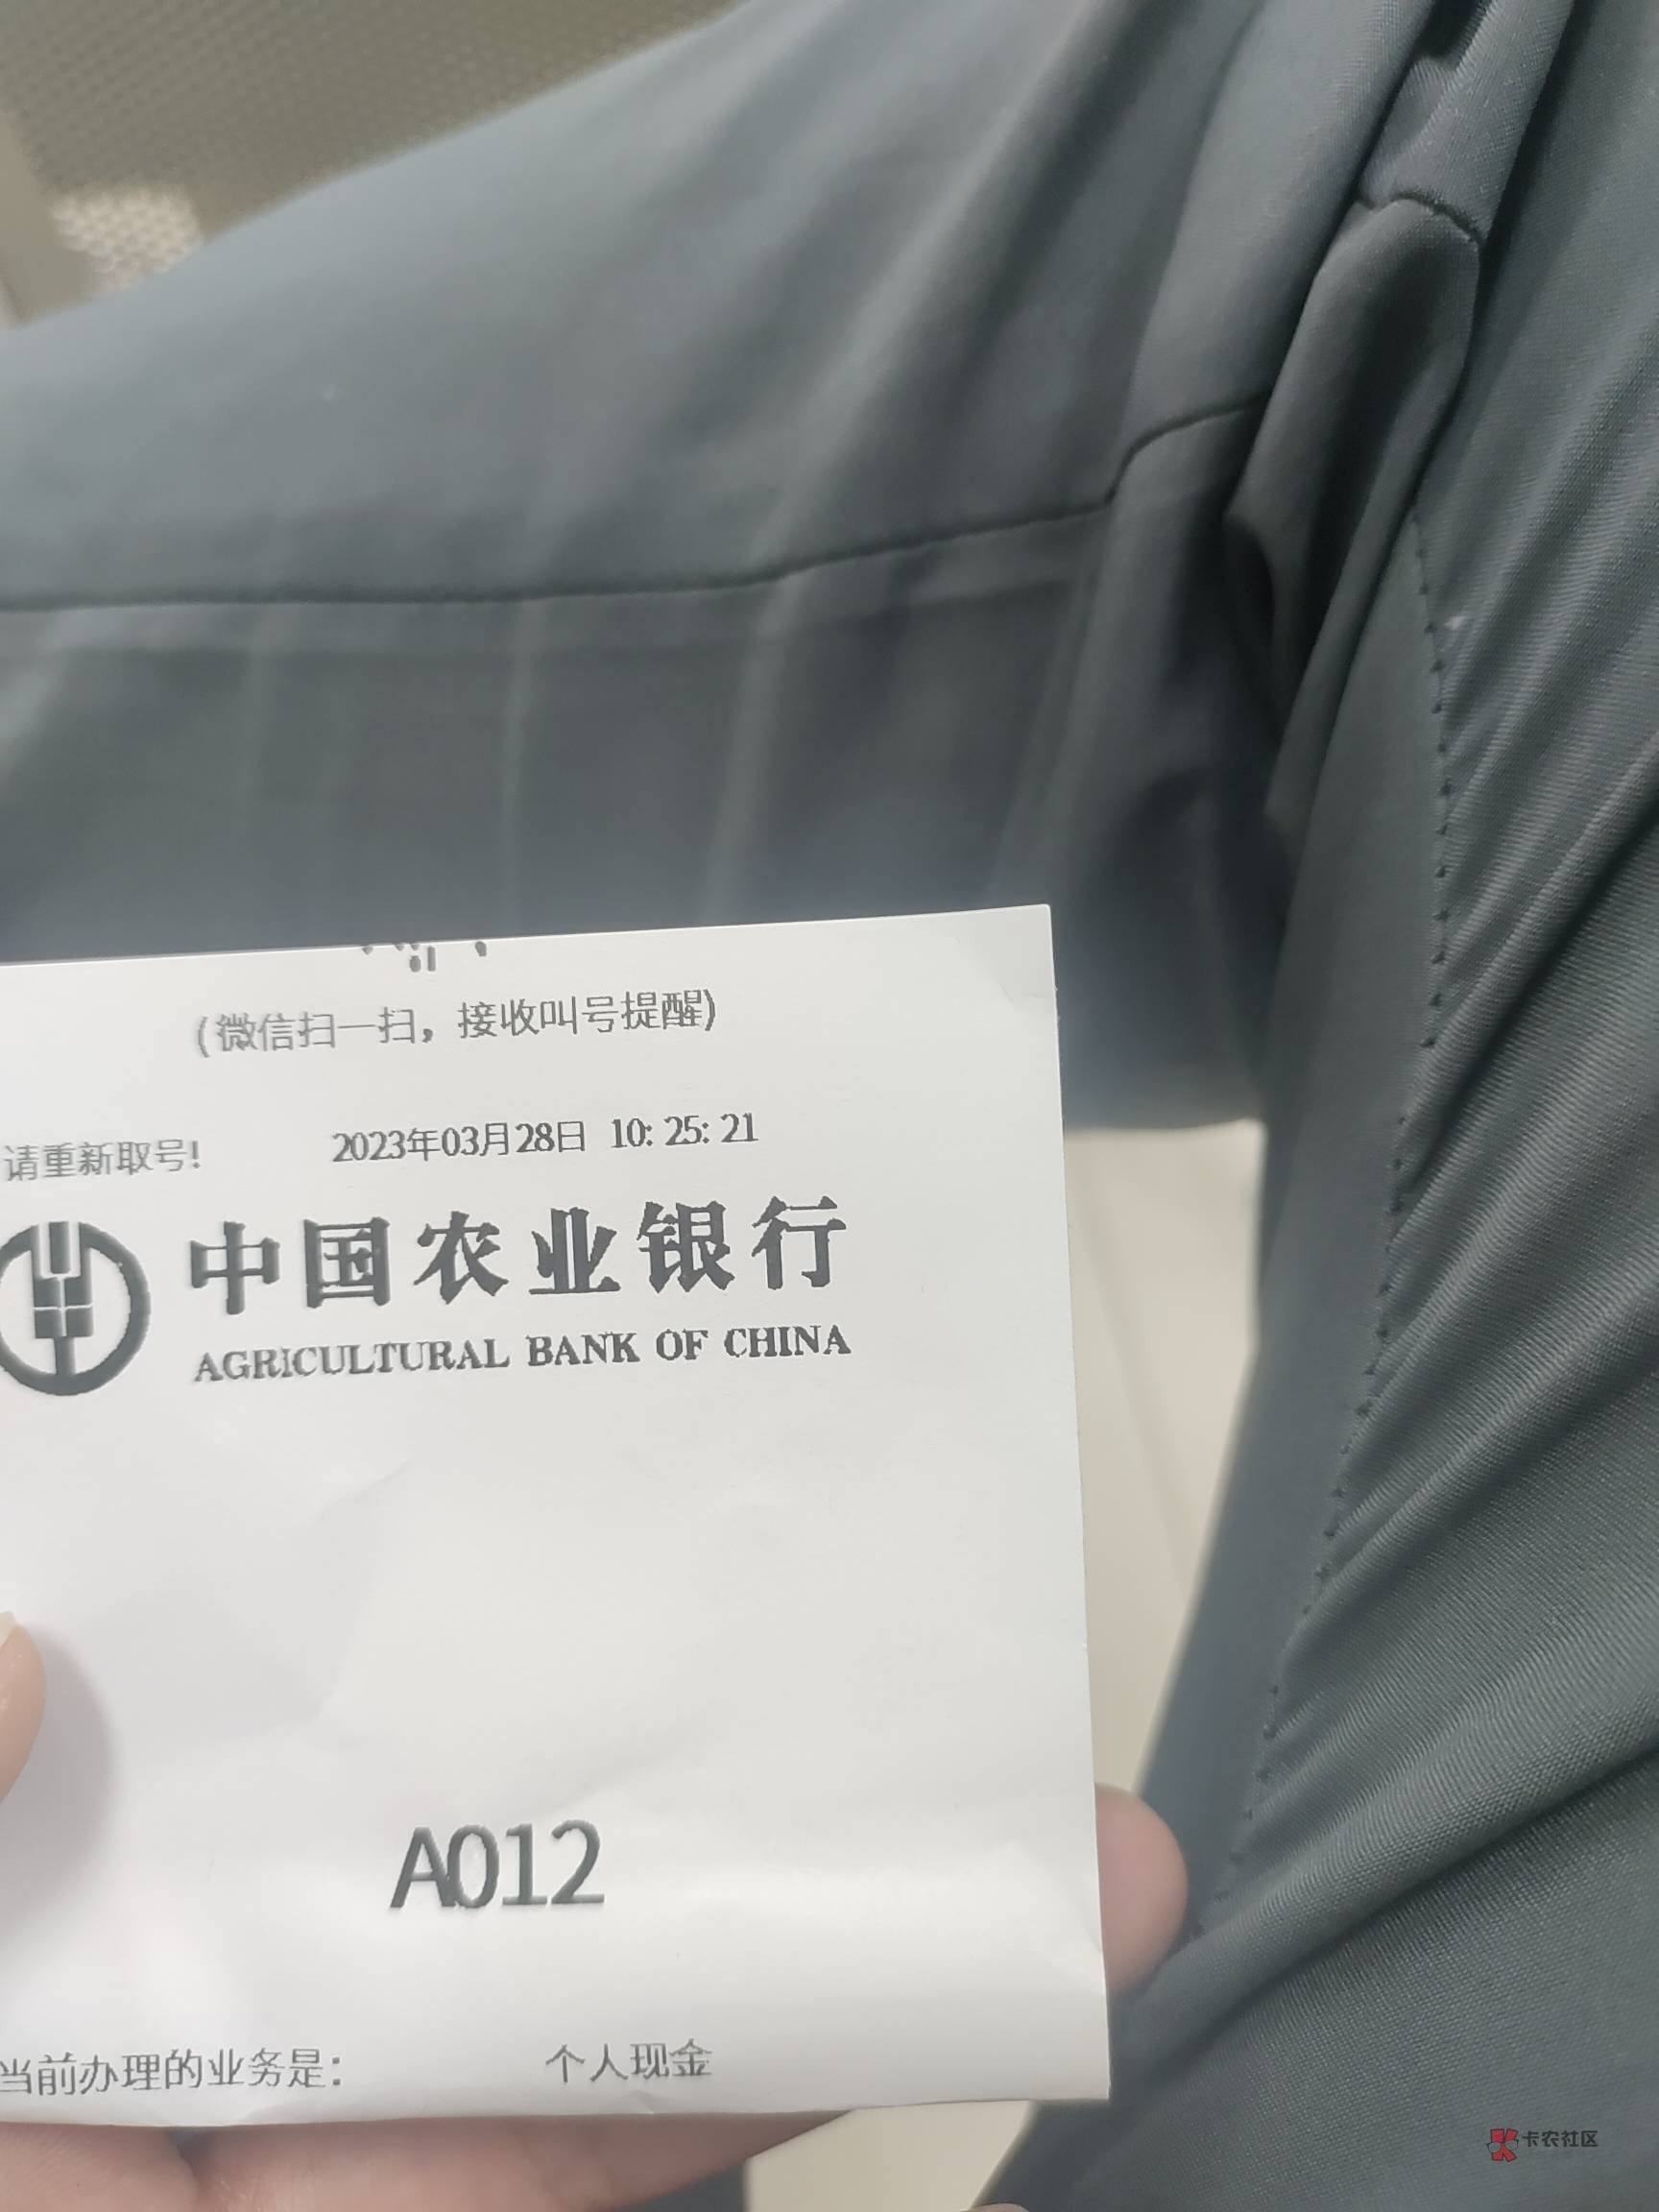 (微信扫一扫，接收叫号提醒)
请重新取号! 2023年03月28日 10:25:21
中国农业银行
AGRICULTURAL BANK OF CHINA
A012
当前办理的业务是: 个人现金
卡农社区